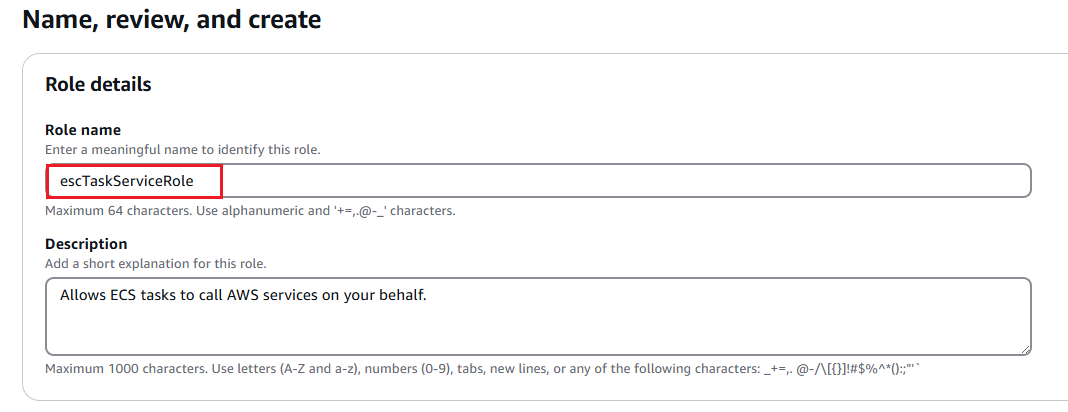 Name, review, and create
Role details
Role name
Enter a meaningful name to identify this role.
escTaskServiceRole
Maximum 64 characters. Use alphanumeric and '+=,.@-_' characters.
Description
Add a short explanation for this role.
Allows ECS tasks to call AWS services on your behalf.
Maximum 1000 characters. Use letters (A-Z and a-z), numbers (0-9), tabs, new lines, or any of the following characters: _+=,. @-/\[{}]!#$%^*():;"'`